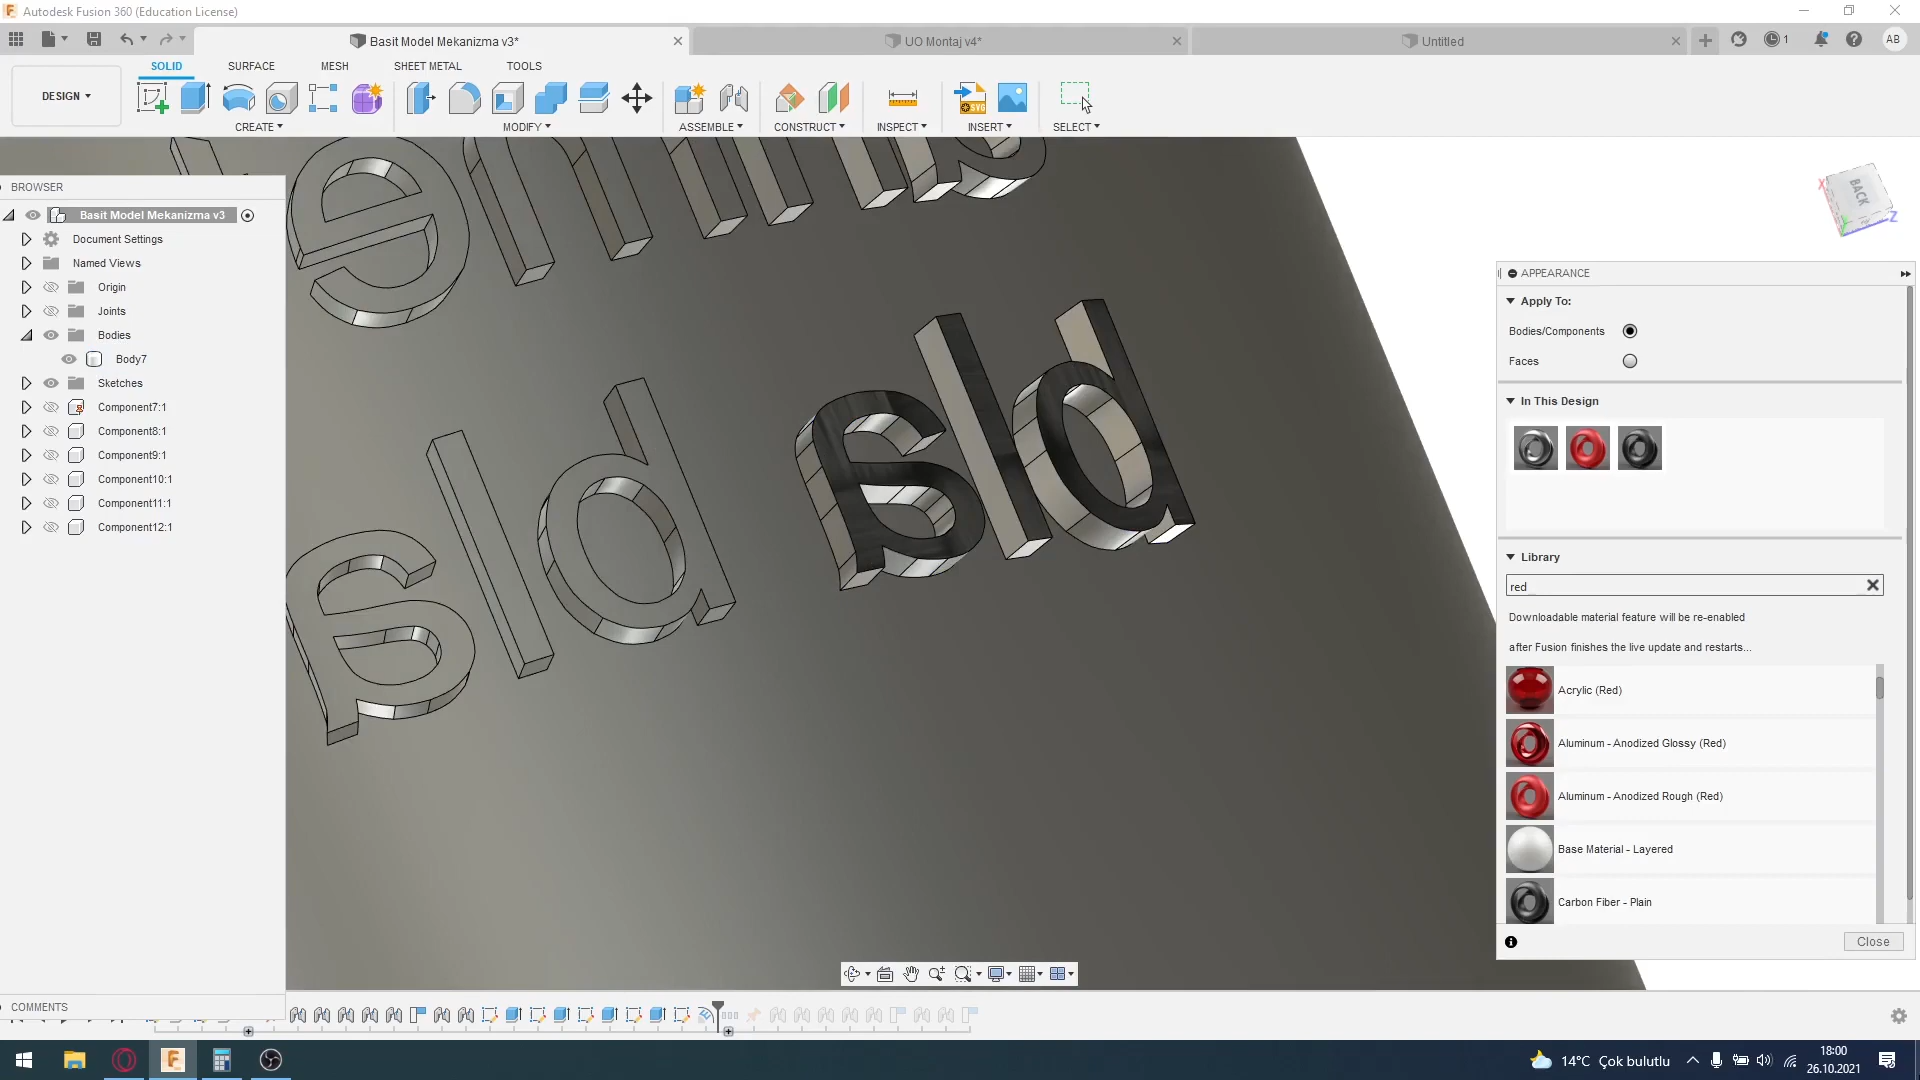 Autodesk Fusion 360 (Education License)
Basit Model Mekanizma v3*
UO Montaj v4*
Untitled
1
AB
DESIGN
SOLID
SURFACE
MESH
SHEET METAL
TOOLS
CREATE
MODIFY
ASSEMBLE
CONSTRUCT
INSPECT
INSERT
SELECT
SVG
BROWSER
Basit Model Mekanizma v3
Document Settings
Named Views
Origin
Joints
Bodies
Body7
Sketches
Component7:1
Component8:1
Component9:1
Component10:1
Component11:1
Component12:1
BACK
X
Z
APPEARANCE
Apply To:
Bodies/Components
Faces
In This Design
Library
red
Downloadable material feature will be re-enabled
after Fusion finishes the live update and restarts...
Acrylic (Red)
Aluminum - Anodized Glossy (Red)
Aluminum - Anodized Rough (Red)
Base Material - Layered
Carbon Fiber - Plain
Close
COMMENTS
14°C Çok bulutlu
18:00
26.10.2021